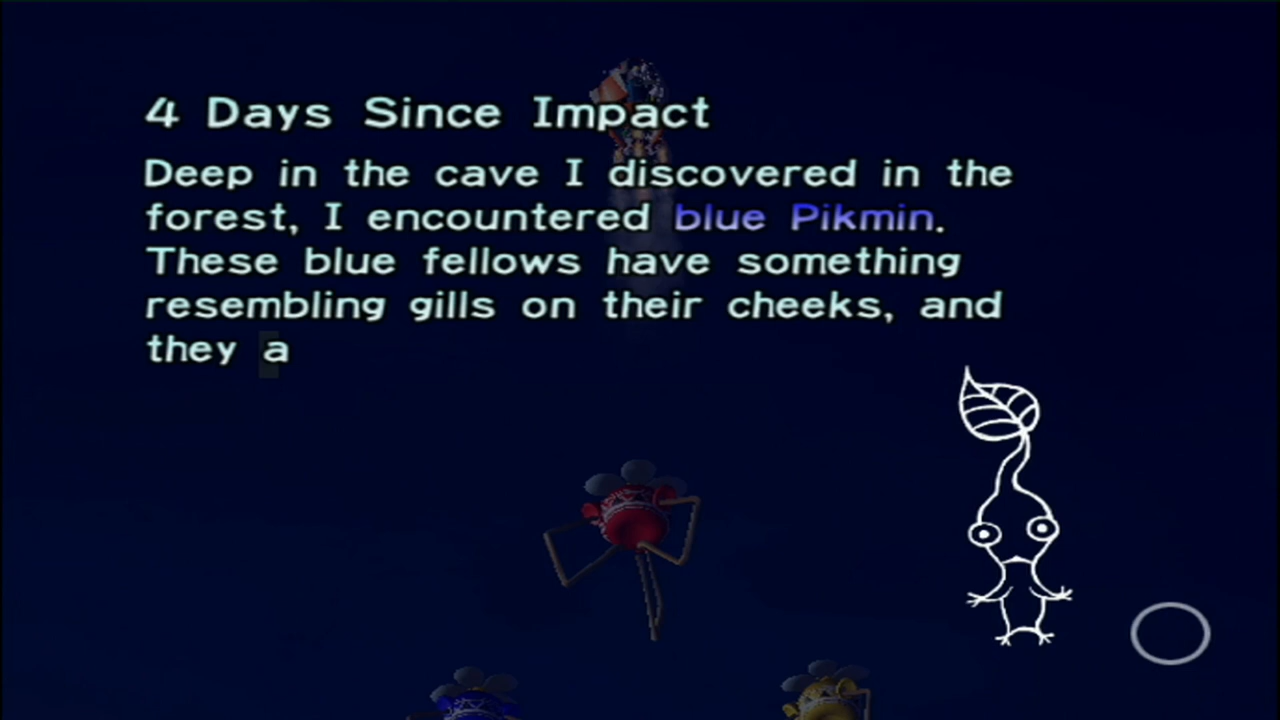 4 Days Since Impact
Deep in the cave I discovered in the
forest, I encountered blue Pikmin.
These blue fellows have something
resembling gills on their cheeks, and
they a